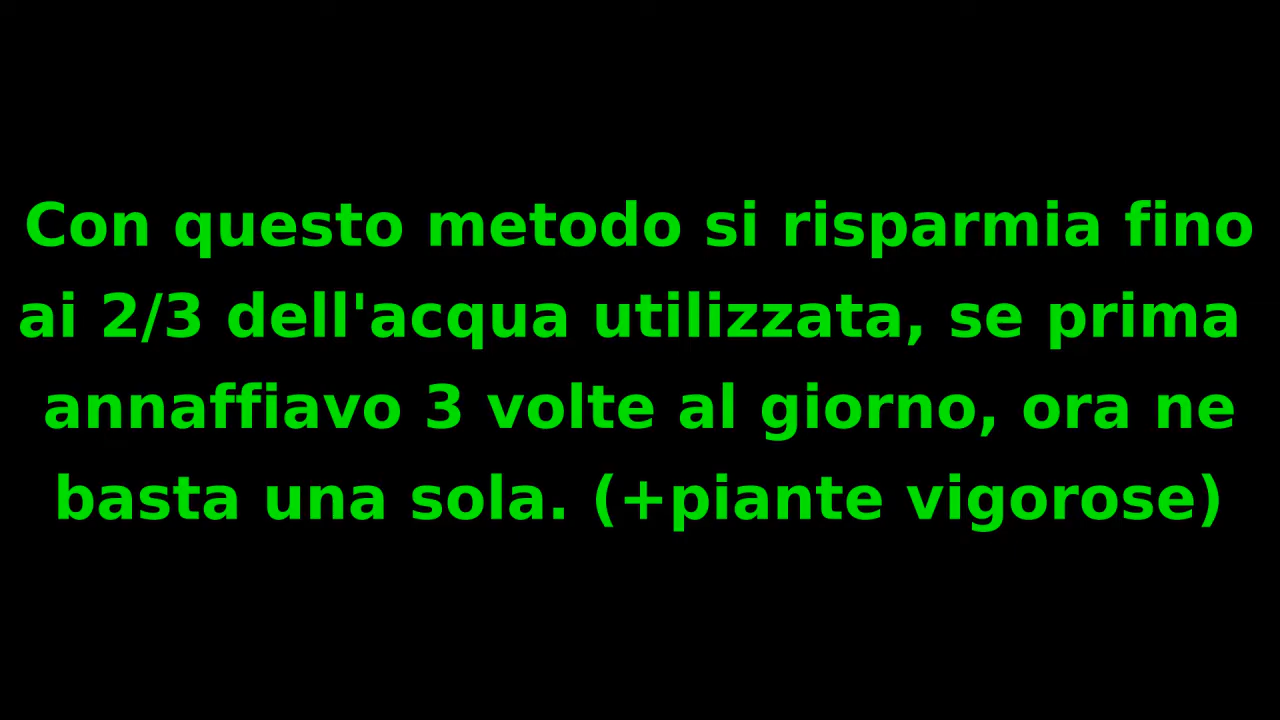 Con questo metodo si risparmia fino
ai 2/3 dell'acqua utilizzata, se prima
annaffiavo 3 volte al giorno, ora ne
basta una sola. (+piante vigorose)